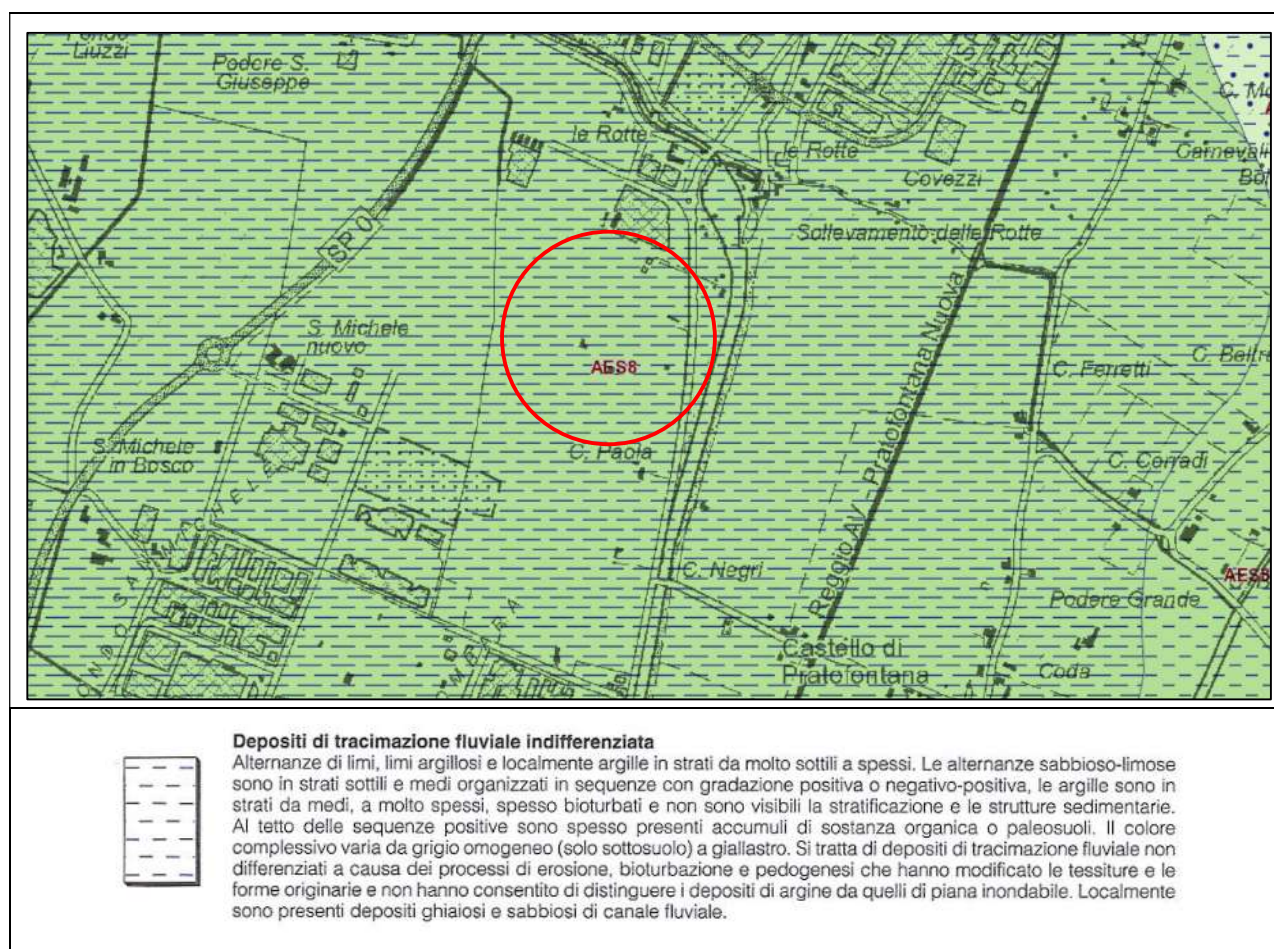 Liuzzi
Podere S.
Giuseppe
le Rotte
le Rotte
Covezzi
Carnevali
Sollevamento delle Rotte
SP 0
S. Michele
nuovo
AES8
C. Ferretti
S. Michele
in Bosco
C. Paola
C. Corradi
Reggio AV - Pratofontana Nuova
C. Negri
AES8
Podere Grande
Castello di
Pratofontana
Coda
Depositi di tracimazione fluviale indifferenziata
Alternanze di limi, limi argillosi e localmente argille in strati da molto sottili a spessi. Le alternanze sabbioso-limose
sono in strati sottili e medi organizzati in sequenze con gradazione positiva o negativo-positiva, le argille sono in
strati da medi, a molto spessi, spesso bioturbati e non sono visibili la stratificazione e le strutture sedimentarie.
Al tetto delle sequenze positive sono spesso presenti accumuli di sostanza organica o paleosuoli. Il colore
complessivo varia da grigio omogeneo (solo sottosuolo) a giallastro. Si tratta di depositi di tracimazione fluviale non
differenziati a causa dei processi di erosione, bioturbazione e pedogenesi che hanno modificato le tessiture e le
forme originarie e non hanno consentito di distinguere i depositi di argine da quelli di piana inondabile. Localmente
sono presenti depositi ghiaiosi e sabbiosi di canale fluviale.